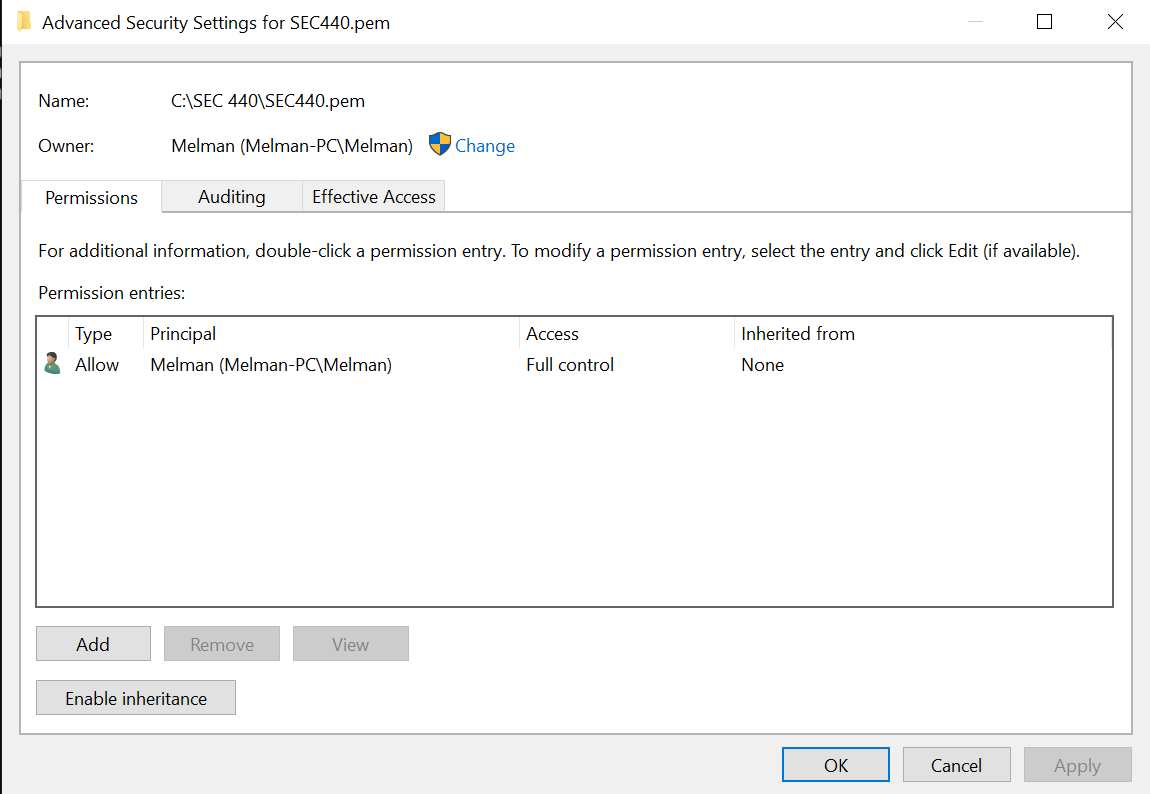 Advanced Security Settings for SEC440.pem
Name: C:\SEC 440\SEC440.pem
Owner: Melman (Melman-PC\Melman) Change
Permissions Auditing Effective Access
For additional information, double-click a permission entry. To modify a permission entry, select the entry and click Edit (if available).
Permission entries:
Type Principal Access Inherited from
Allow Melman (Melman-PC\Melman) Full control None
Add Remove View
Enable inheritance
OK Cancel Apply